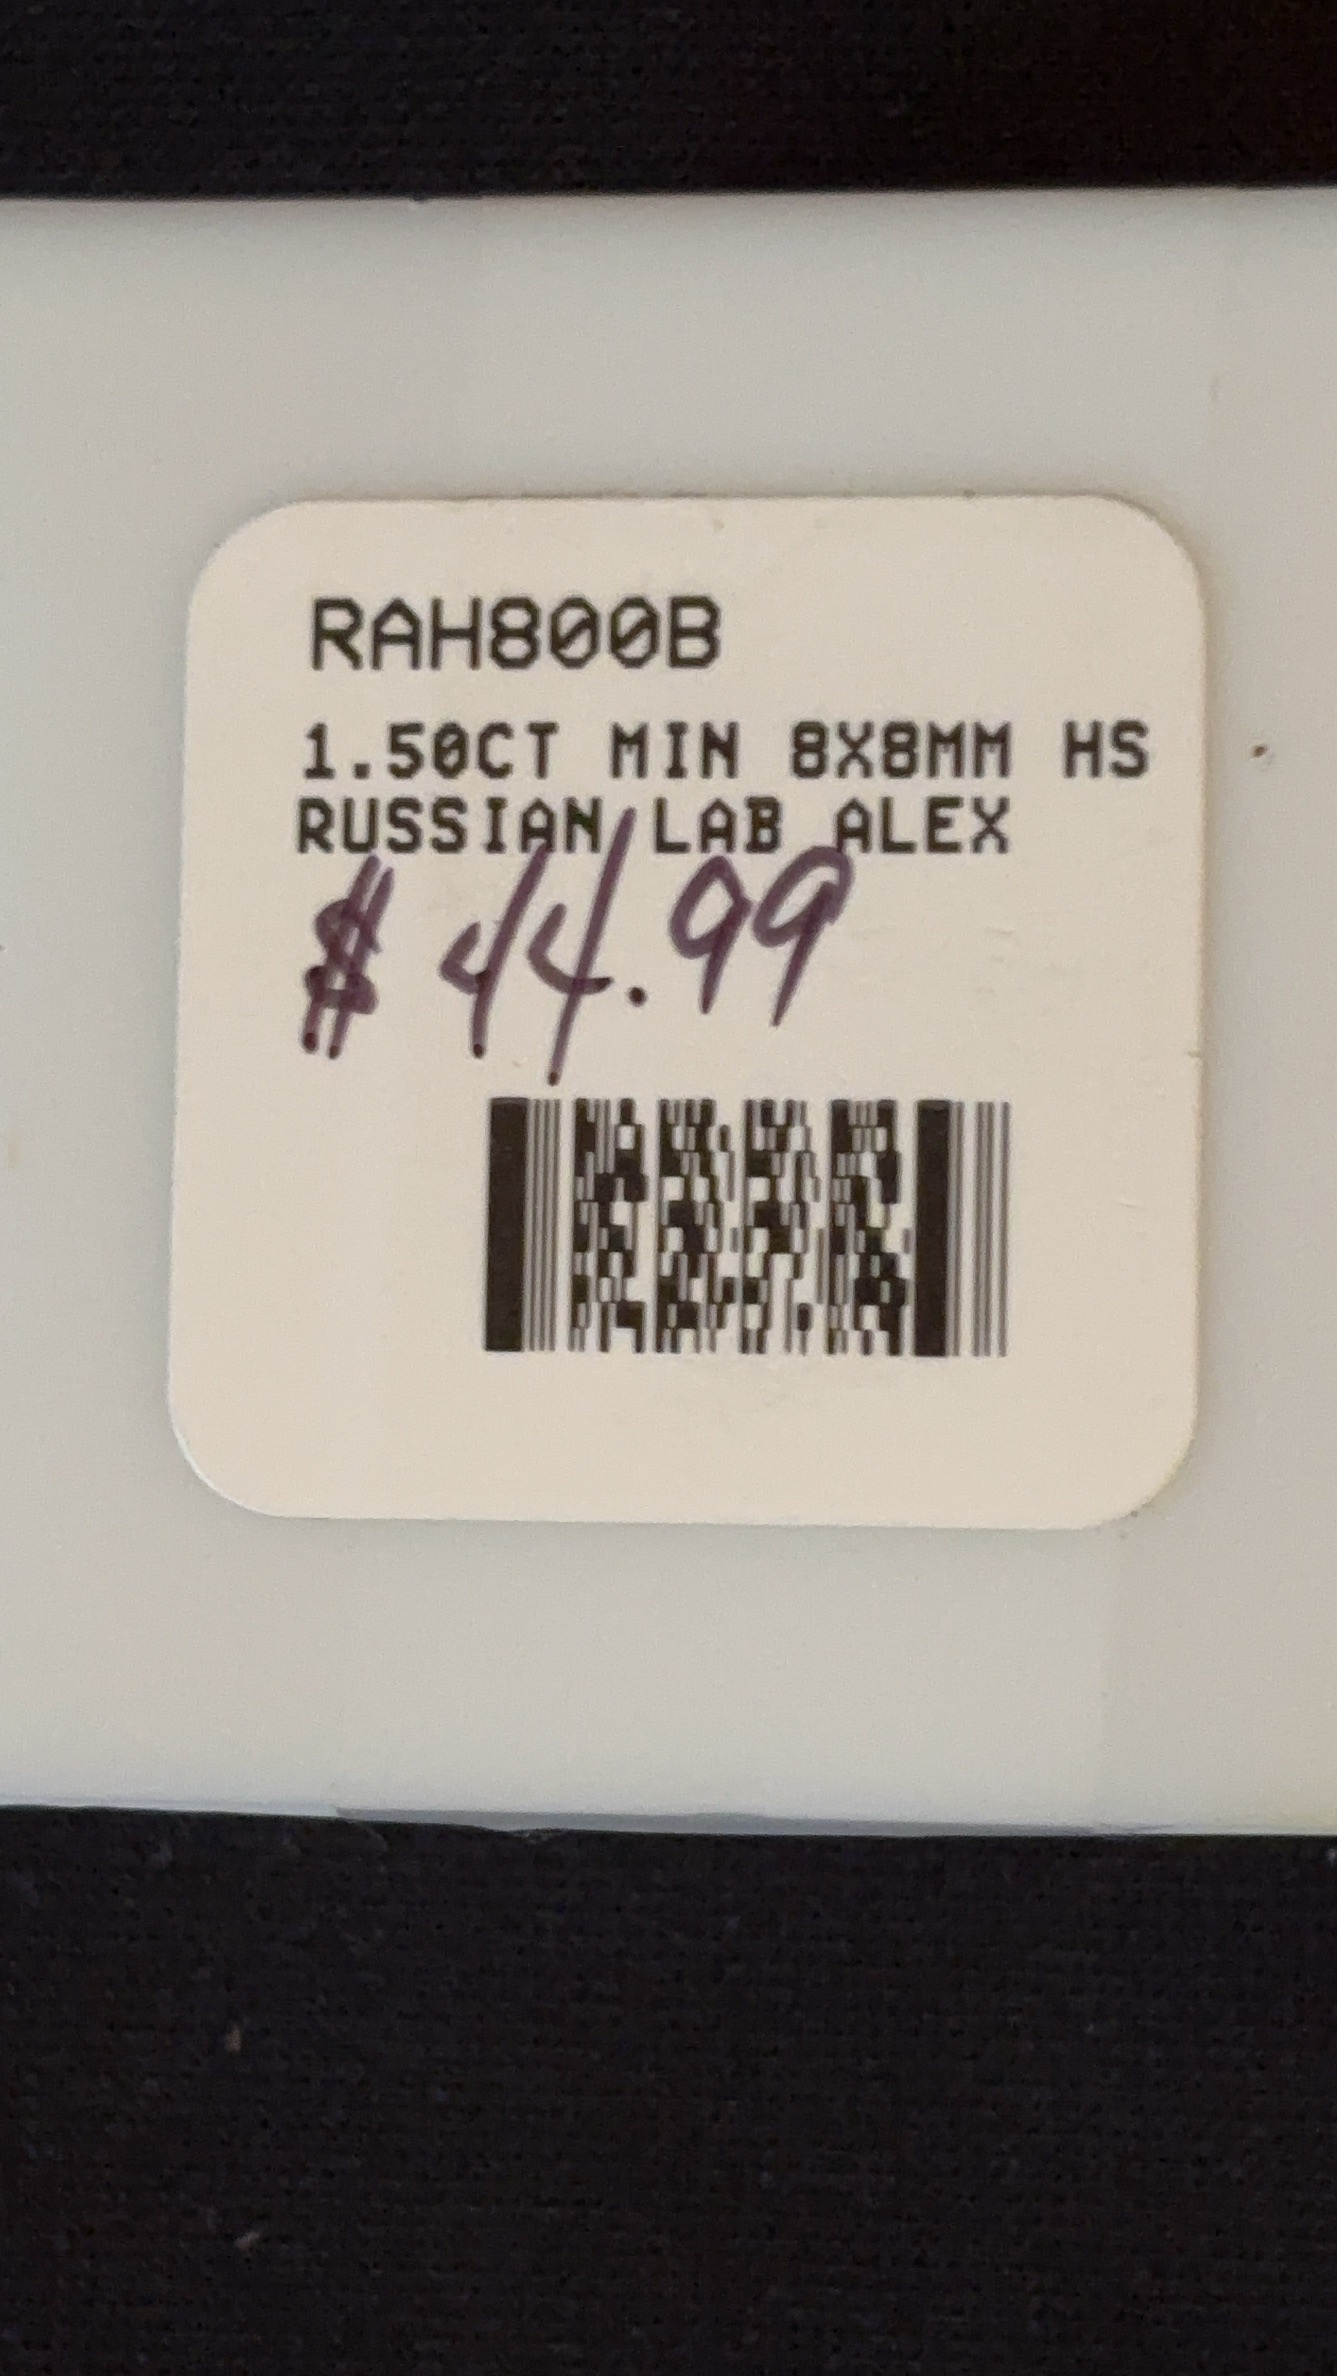 RAH800B
1.50CT MIN 8X8MM HS
RUSSIAN LAB ALEX
$44.99